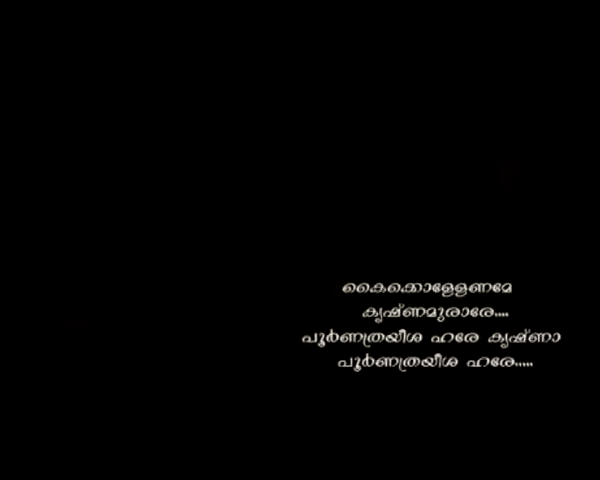 കൈക്കൊള്ളേണമേ
കൃഷ്ണമുരാരേ....
പൂർണത്രയീശ ഹരേ കൃഷ്ണാ
പൂർണത്രയീശ ഹരേ.....